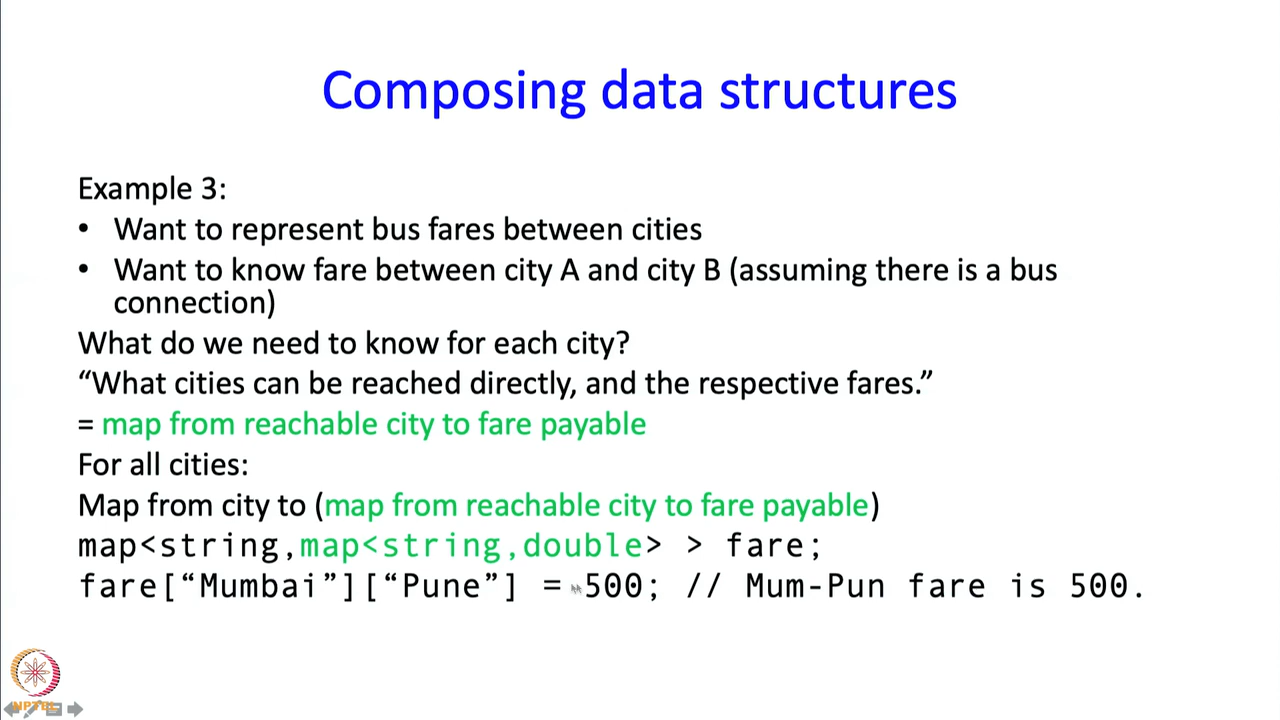 Composing data structures
Example 3:
• Want to represent bus fares between cities
• Want to know fare between city A and city B (assuming there is a bus
connection)
What do we need to know for each city?
“What cities can be reached directly, and the respective fares.”
= map from reachable city to fare payable
For all cities:
Map from city to (map from reachable city to fare payable)
map<string,map<string,double> > fare;
fare[“Mumbai”][“Pune”] = 500; // Mum-Pun fare is 500.
NPTEL